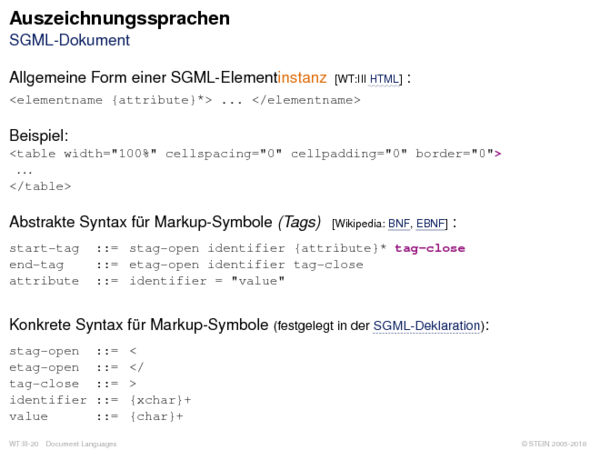 Auszeichnungssprachen
SGML-Dokument
Allgemeine Form einer SGML-Elementinstanz [WT:III HTML] :
<elementname {attribute}*> ... </elementname>
Beispiel:
<table width="100%" cellspacing="0" cellpadding="0" border="0">
...
</table>
Abstrakte Syntax für Markup-Symbole (Tags) [Wikipedia: BNF, EBNF] :
start-tag ::= stag-open identifier {attribute}* tag-close
end-tag ::= etag-open identifier tag-close
attribute ::= identifier = "value"
Konkrete Syntax für Markup-Symbole (festgelegt in der SGML-Deklaration):
stag-open ::= <
etag-open ::= </
tag-close ::= >
identifier ::= {xchar}+
value ::= {char}+
WT:III-20 Document Languages © STEIN 2005-2018